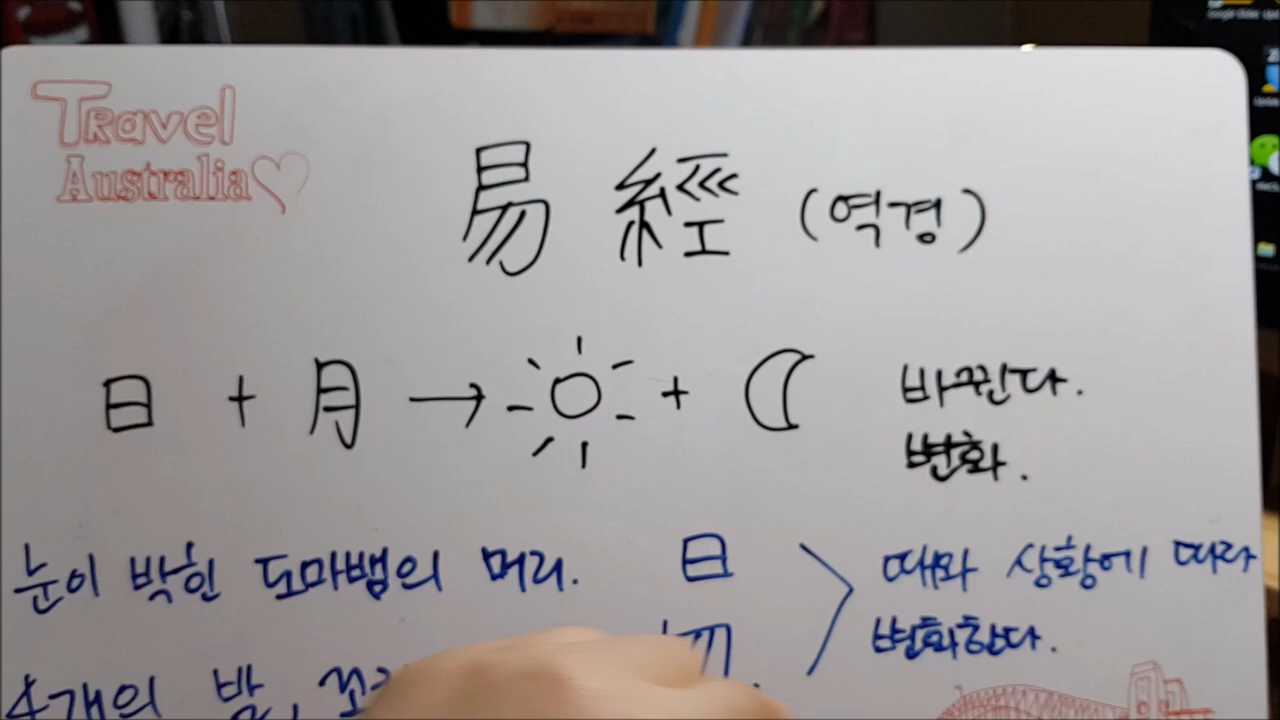 Travel
Australia
易 經 (역경)
日 + 月 → + 바뀐다.
변화.
눈이 박힌 도마뱀의 머리. 日 때와 상황에 따라
변화한다.
4개의 발,